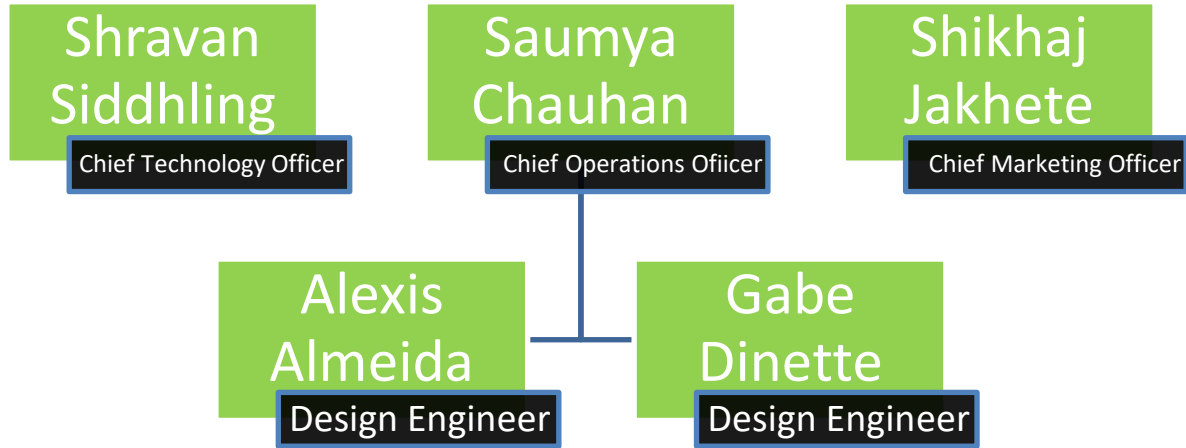 Shravan
Siddhling
Chief Technology Officer
Saumya
Chauhan
Chief Operations Ofiicer
Shikhaj
Jakhete
Chief Marketing Officer
Alexis
Almeida
Design Engineer
Gabe
Dinette
Design Engineer